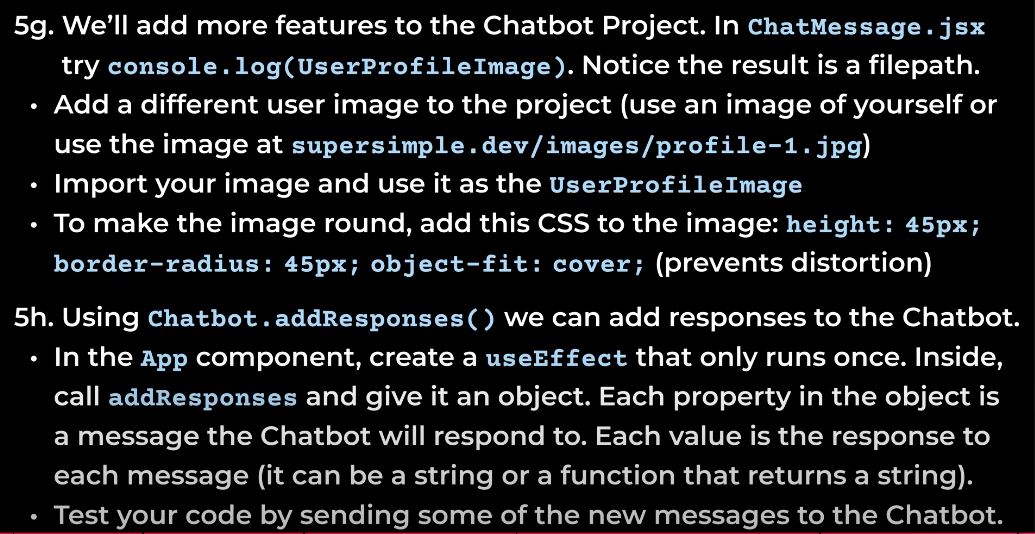 5g. We’ll add more features to the Chatbot Project. In ChatMessage.jsx
try console.log(UserProfileImage). Notice the result is a filepath.
• Add a different user image to the project (use an image of yourself or
use the image at supersimple.dev/images/profile-1.jpg)
• Import your image and use it as the UserProfileImage
• To make the image round, add this CSS to the image: height: 45px;
border-radius: 45px; object-fit: cover; (prevents distortion)
5h. Using Chatbot.addResponses() we can add responses to the Chatbot.
• In the App component, create a useEffect that only runs once. Inside,
call addResponses and give it an object. Each property in the object is
a message the Chatbot will respond to. Each value is the response to
each message (it can be a string or a function that returns a string).
• Test your code by sending some of the new messages to the Chatbot.